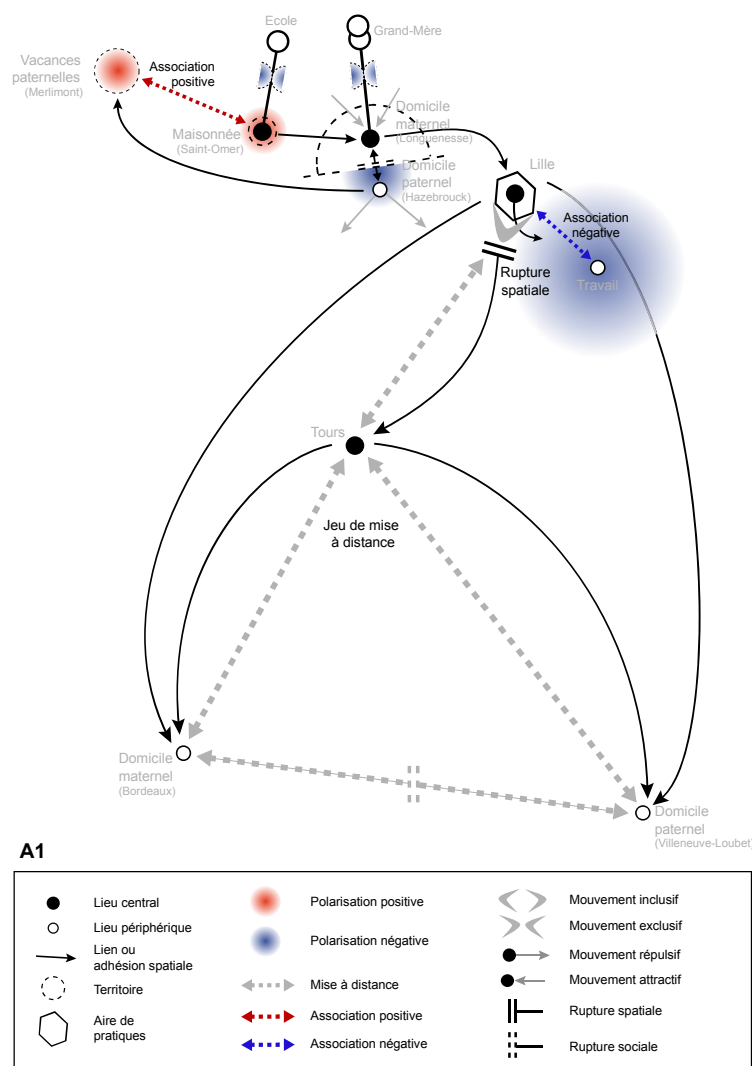 Ecole
Grand-Mère
Vacances
paternelles
(Merlimont)
Association
positive
Maisonnée
(Saint-Omer)
Domicile
maternel
(Longuenesse)
Domicile
paternel
(Hazebrouck)
Lille
Association
négative
Travail
Rupture
spatiale
Tours
Jeu de mise
à distance
Domicile
maternel
(Bordeaux)
Domicile
paternel
(Villeneuve-Loubet)
A1
Lieu central
Lieu périphérique
Lien ou
adhésion spatiale
Territoire
Aire de
pratiques
Polarisation positive
Polarisation négative
Mise à distance
Association positive
Association négative
Mouvement inclusif
Mouvement exclusif
Mouvement répulsif
Mouvement attractif
Rupture spatiale
Rupture sociale